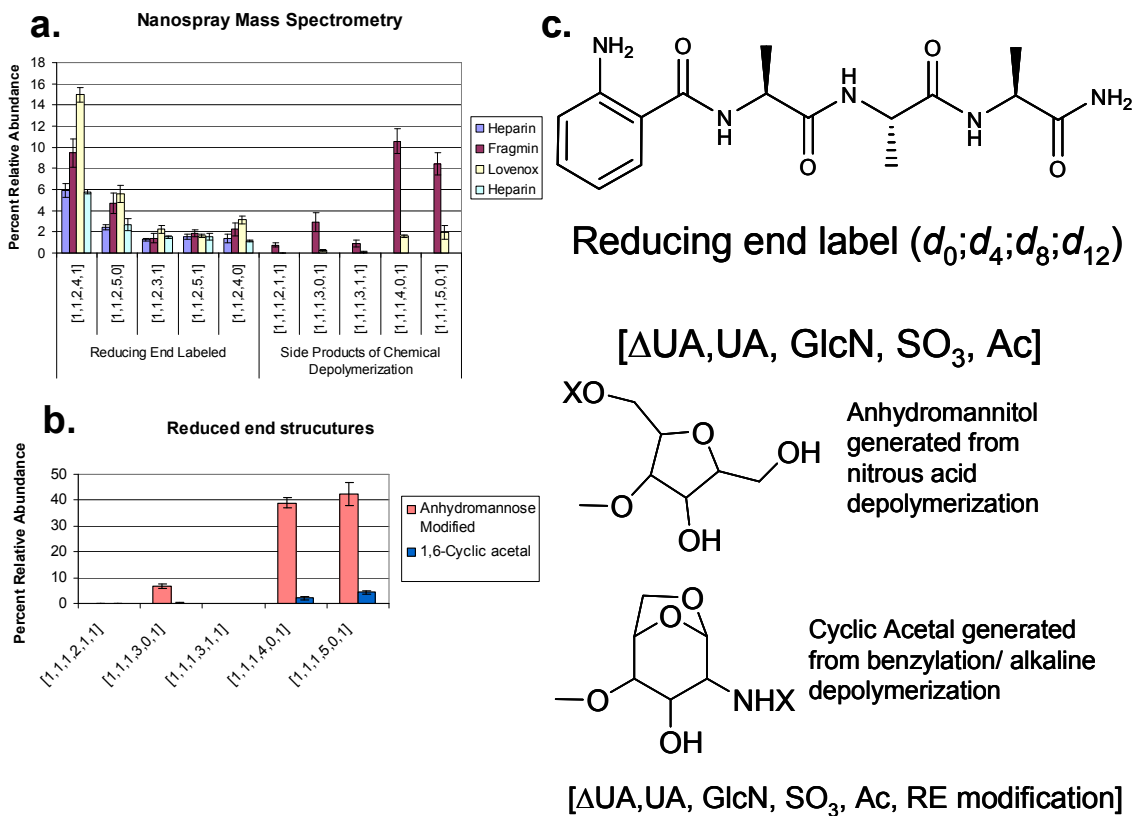 a.
Nanospray Mass Spectrometry
Percent Relative Abundance
18
16
14
12
10
8
6
4
2
0
[1,1,2,4,1]
[1,1,2,5,0]
[1,1,2,3,1]
[1,1,2,5,1]
[1,1,2,4,0]
[1,1,1,2,1,1]
[1,1,1,3,0,1]
[1,1,1,3,1,1]
[1,1,1,4,0,1]
[1,1,1,5,0,1]
Reducing End Labeled
Side Products of Chemical
Depolymerization
Heparin
Fragmin
Lovenox
Heparin
b.
Reduced end strucutures
Percent Relative Abundance
50
40
30
20
10
0
[1,1,1,2,1,1]
[1,1,1,3,0,1]
[1,1,1,3,1,1]
[1,1,1,4,0,1]
[1,1,1,5,0,1]
Anhydromannose
Modified
1,6-Cyclic acetal
c.
NH2
O
H
N
O
NH2
N
H
O
N
H
O
Reducing end label (d0;d4;d8;d12)
[ΔUA,UA, GlcN, SO3, Ac]
XO
O
OH
O
OH
Anhydromannitol
generated from
nitrous acid
depolymerization
O
O
O
NHX
OH
Cyclic Acetal generated
from benzylation/ alkaline
depolymerization
[ΔUA,UA, GlcN, SO3, Ac, RE modification]